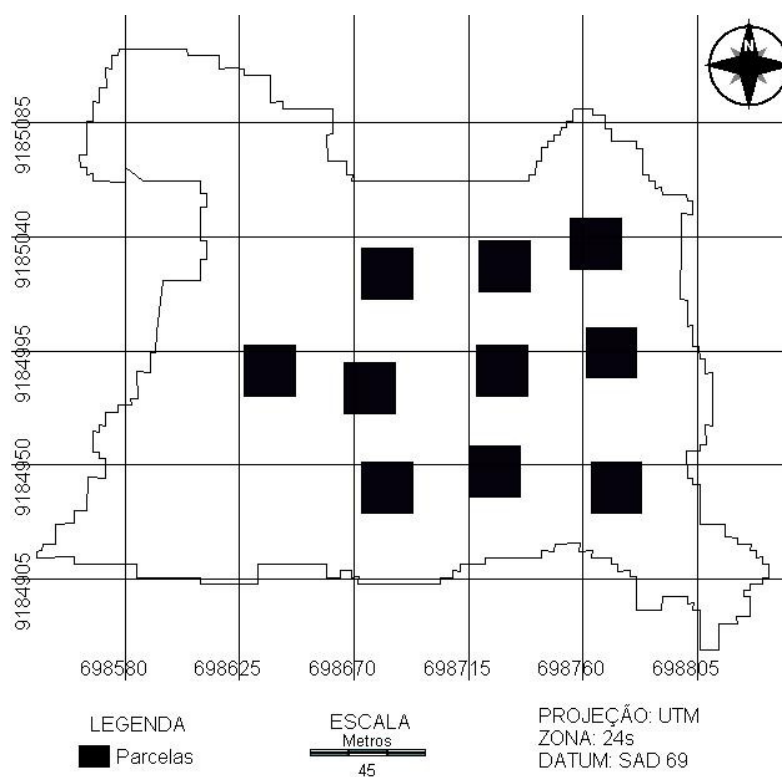 N
9185085
9185040
9184995
9184950
9184905
698580
698625
698670
698715
698760
698805
LEGENDA
Parcelas
ESCALA
Metros
45
PROJEÇÃO: UTM
ZONA: 24s
DATUM: SAD 69